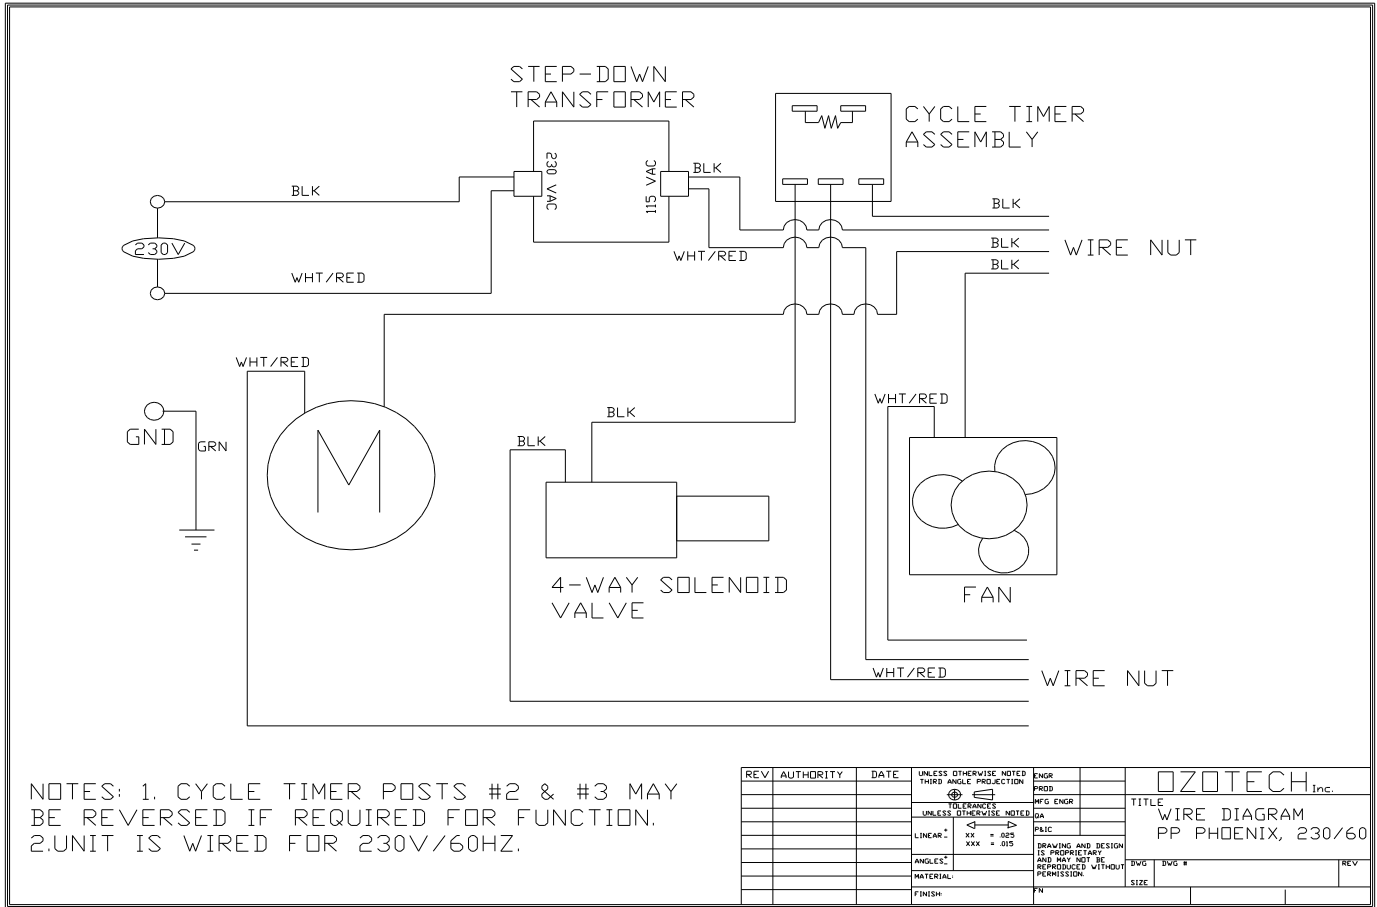 STEP-DOWN
TRANSFORMER
CYCLE TIMER
ASSEMBLY
230 VAC
115 VAC
BLK
BLK
BLK
230V
WHT/RED
WHT/RED
BLK
WIRE NUT
BLK
WHT/RED
WHT/RED
GND
GRN
M
BLK
BLK
4-WAY SOLENOID
VALVE
FAN
WHT/RED
WIRE NUT
NOTES: 1. CYCLE TIMER POSTS #2 & #3 MAY
BE REVERSED IF REQUIRED FOR FUNCTION.
2.UNIT IS WIRED FOR 230V/60HZ.
REV AUTHORITY DATE
UNLESS OTHERWISE NOTED
THIRD ANGLE PROJECTION
TOLERANCES
UNLESS OTHERWISE NOTED
LINEAR +-
XX = .025
XXX = .015
ANGLES +-
MATERIAL:
FINISH:
ENGR
PROD
MFG ENGR
QA
P&IC
DRAWING AND DESIGN
IS PROPRIETARY
AND MAY NOT BE
REPRODUCED WITHOUT
PERMISSION.
FN
OZOTECH Inc.
TITLE
WIRE DIAGRAM
PP PHOENIX, 230/60
DWG
SIZE
DWG #
REV